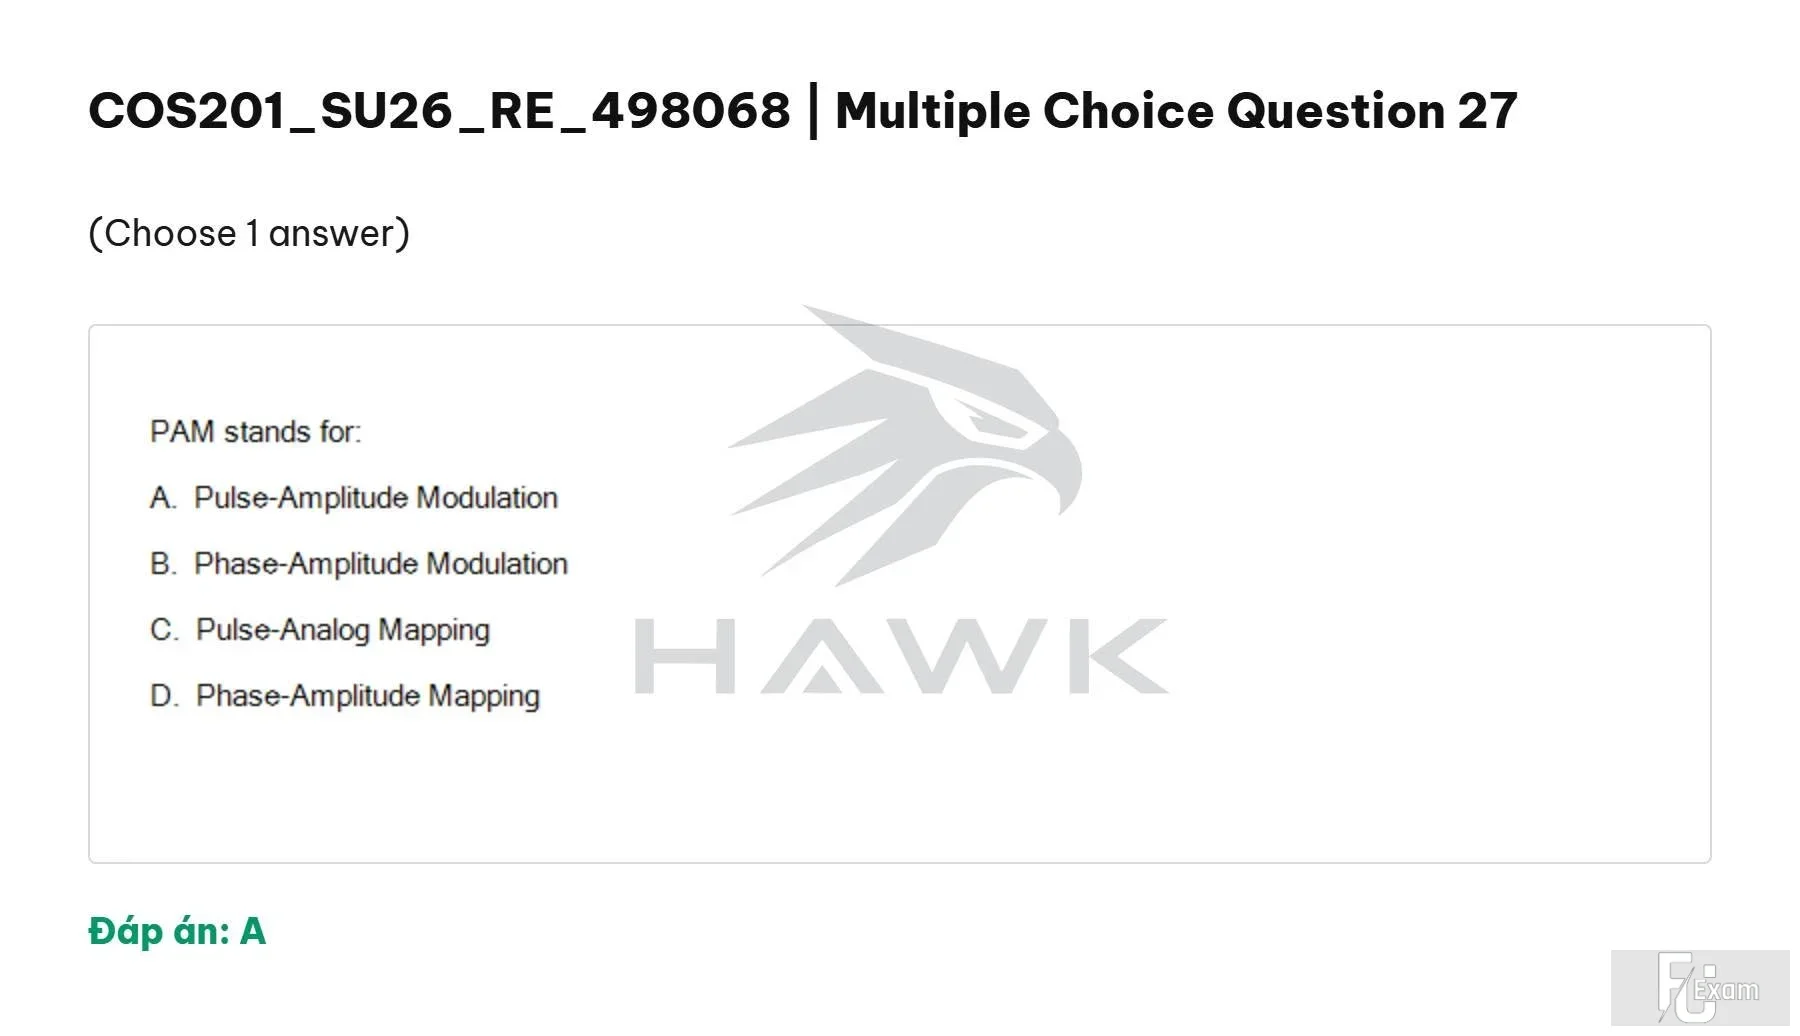 COS201_SU26_RE_498068 | Multiple Choice Question 27
(Choose 1 answer)
PAM stands for:
A. Pulse-Amplitude Modulation
B. Phase-Amplitude Modulation
C. Pulse-Analog Mapping
D. Phase-Amplitude Mapping
HAWK
Đáp án: A
FU Exam